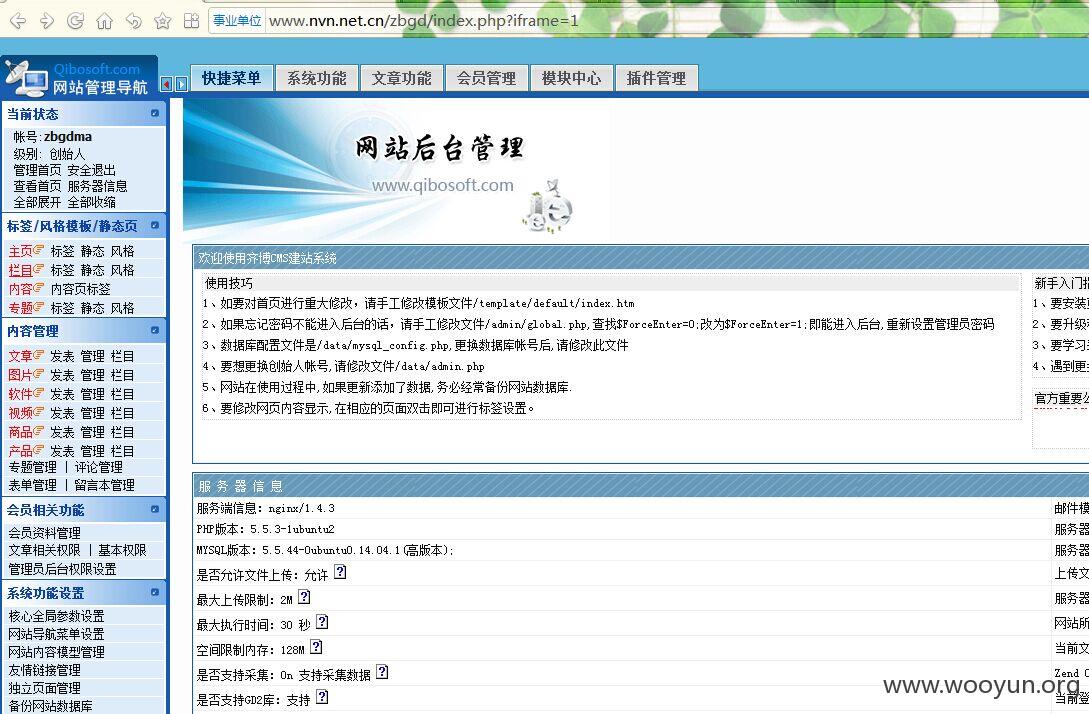 事业单位 www.nvn.net.cn/zbgd/index.php?iframe=1
Qibosoft.com
网站管理导航
快捷菜单 系统功能 文章功能 会员管理 模块中心 插件管理
当前状态
帐号:zbgdma
级别: 创始人
管理首页 安全退出
查看首页 服务器信息
全部展开 全部收缩
标签/风格模板/静态页
主页 标签 静态 风格
栏目 标签 静态 风格
内容 内容页标签
专题 标签 静态 风格
内容管理
文章 发表 管理 栏目
图片 发表 管理 栏目
软件 发表 管理 栏目
视频 发表 管理 栏目
商品 发表 管理 栏目
产品 发表 管理 栏目
专题管理 | 评论管理
表单管理 | 留言本管理
会员相关功能
会员资料管理
文章相关权限 | 基本权限
管理员后台权限设置
系统功能设置
核心全局参数设置
网站导航菜单设置
网站内容模型管理
友情链接管理
独立页面管理
备份网站数据库
网站后台管理
www.qibosoft.com
欢迎使用齐博CMS建站系统
使用技巧
1、如要对首页进行重大修改，请手工修改模板文件/template/default/index.htm
2、如果忘记密码不能进入后台的话，请手工修改文件/admin/global.php,查找$ForceEnter=0;改为$ForceEnter=1;即能进入后台,重新设置管理员密码
3、数据库配置文件是/data/mysql_config.php,更换数据库帐号后,请修改此文件
4、要想更换创始人帐号,请修改文件/data/admin.php
5、网站在使用过程中,如果更新添加了数据,务必经常备份网站数据库.
6、要修改网页内容显示,在相应的页面双击即可进行标签设置。
新手入门指
1、要安装
2、要升级
3、要学习
4、遇到更
官方重要公
服 务 器 信 息
服务端信息: nginx/1.4.3
PHP版本: 5.5.3-1ubuntu2
MYSQL版本: 5.5.44-0ubuntu0.14.04.1(高版本);
是否允许文件上传: 允许
最大上传限制: 2M
最大执行时间: 30 秒
空间限制内存: 128M
是否支持采集: On 支持采集数据
是否支持GD2库: 支持
邮件模
服务器
服务器
上传文
服务器
网站所
当前文
Zend O
当前登
www.wooyun.org